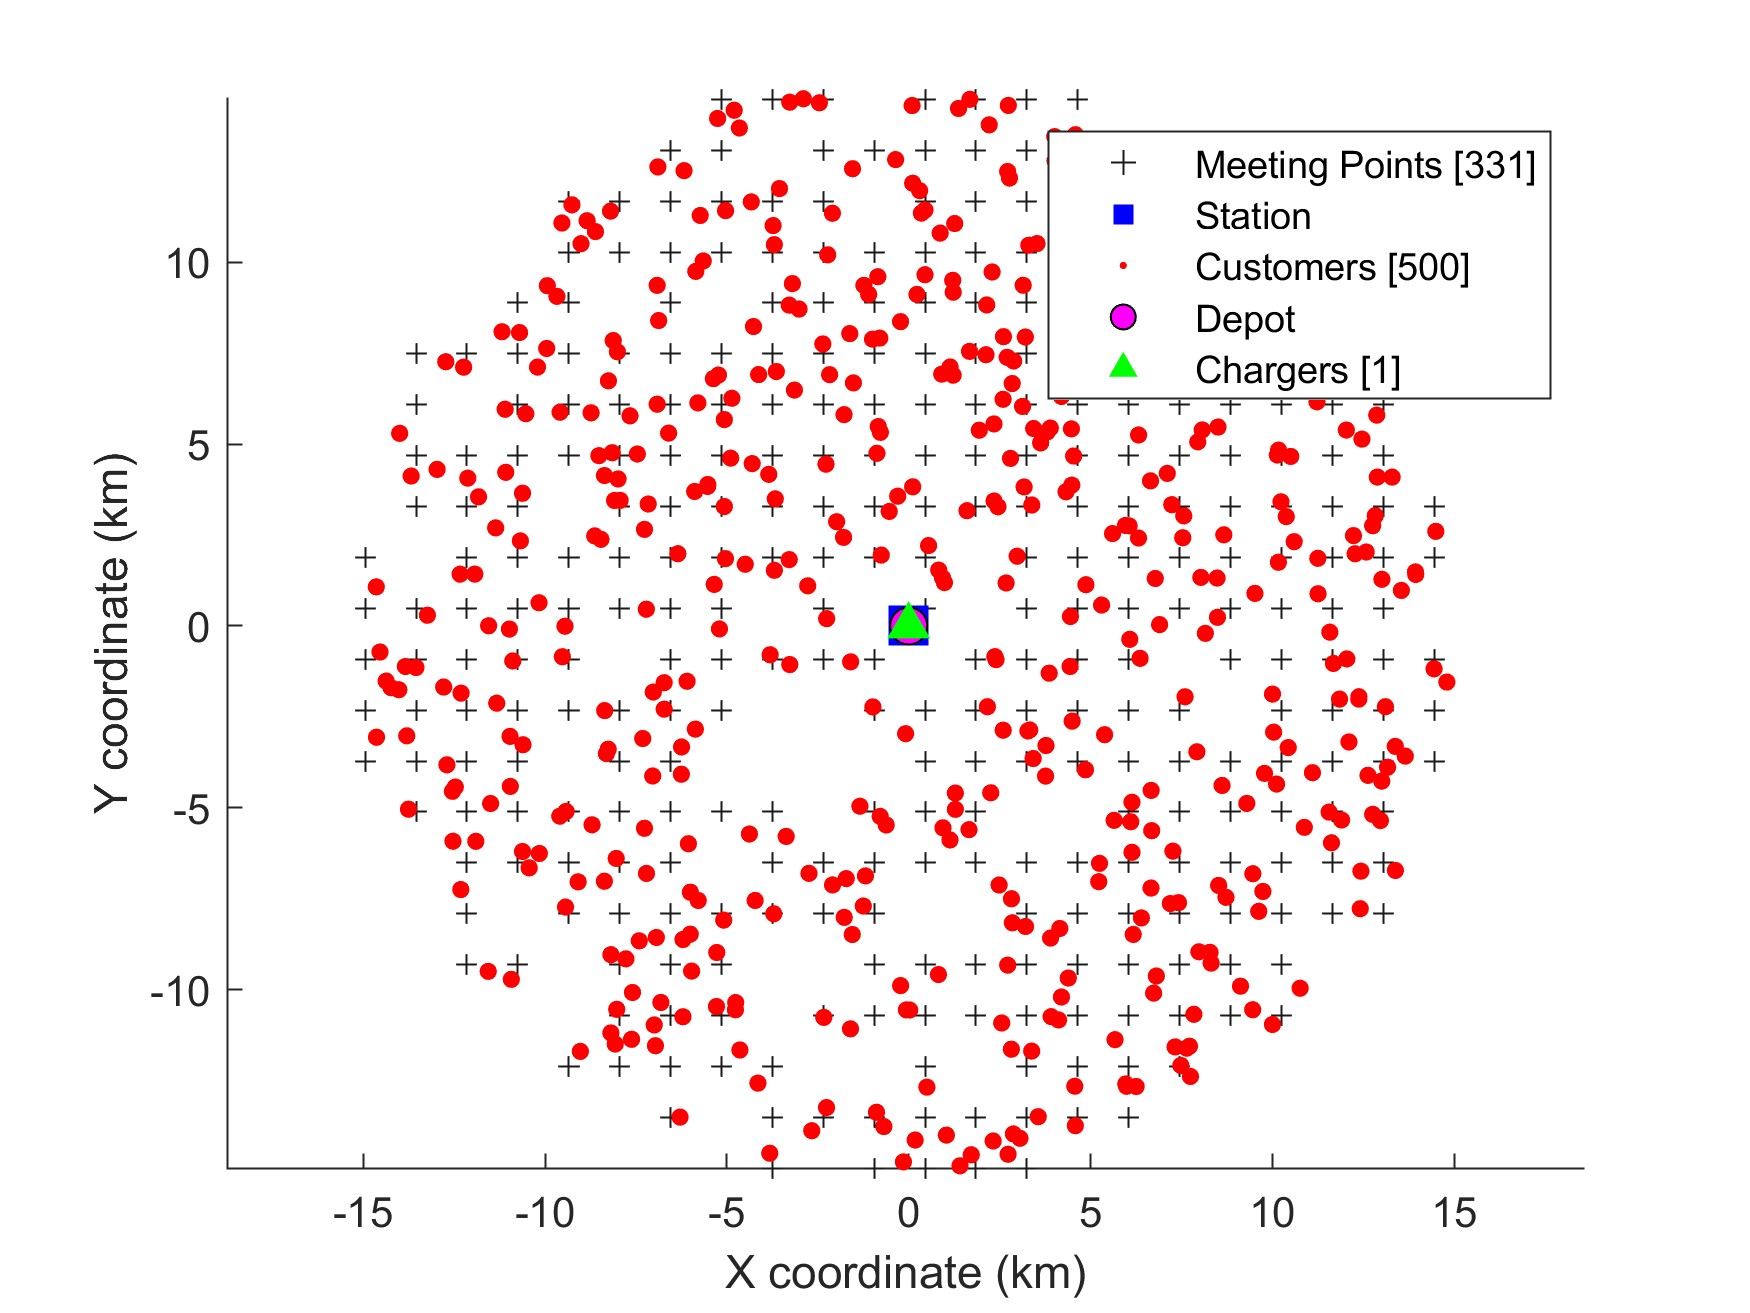 Meeting Points [331]
Station
Customers [500]
Depot
Chargers [1]
10
5
0
-5
-10
Y coordinate (km)
-15 -10 -5 0 5 10 15
X coordinate (km)